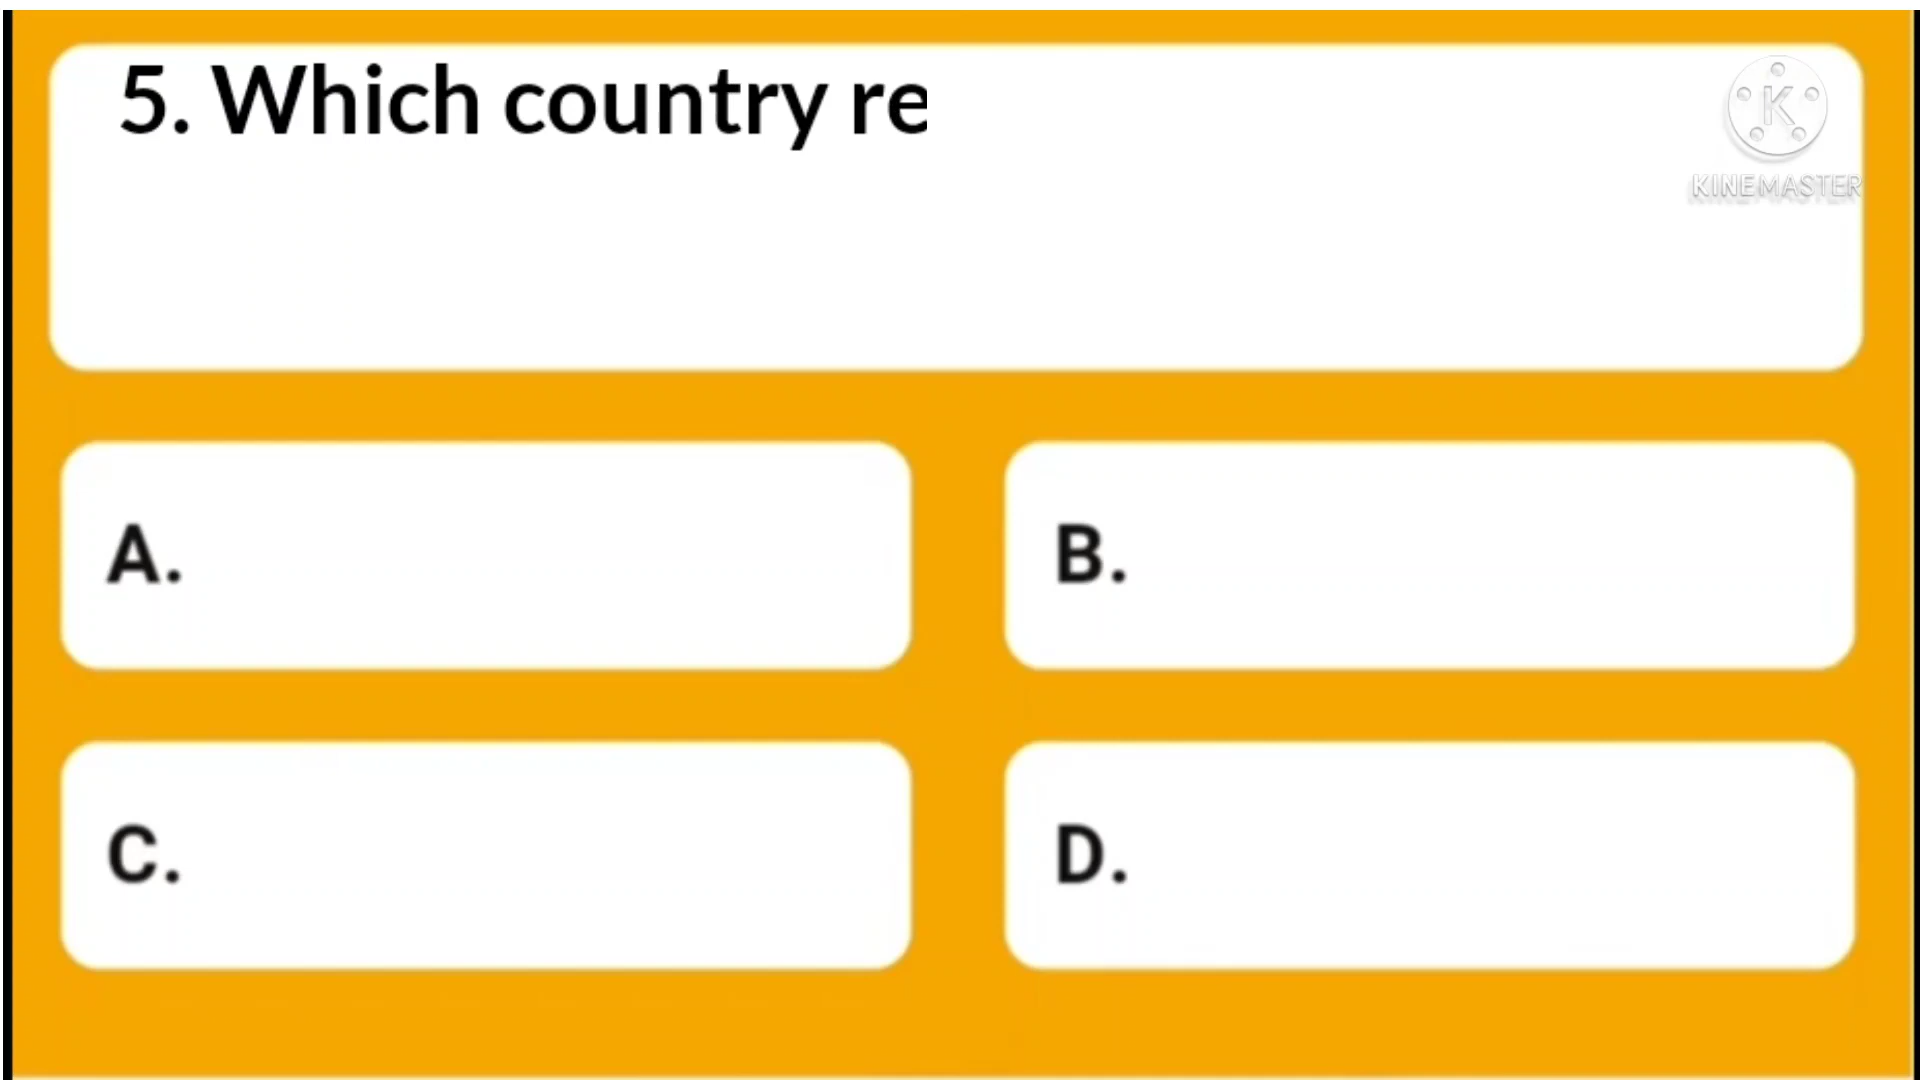 5. Which country re
KINEMASTER
A.
B.
C.
D.